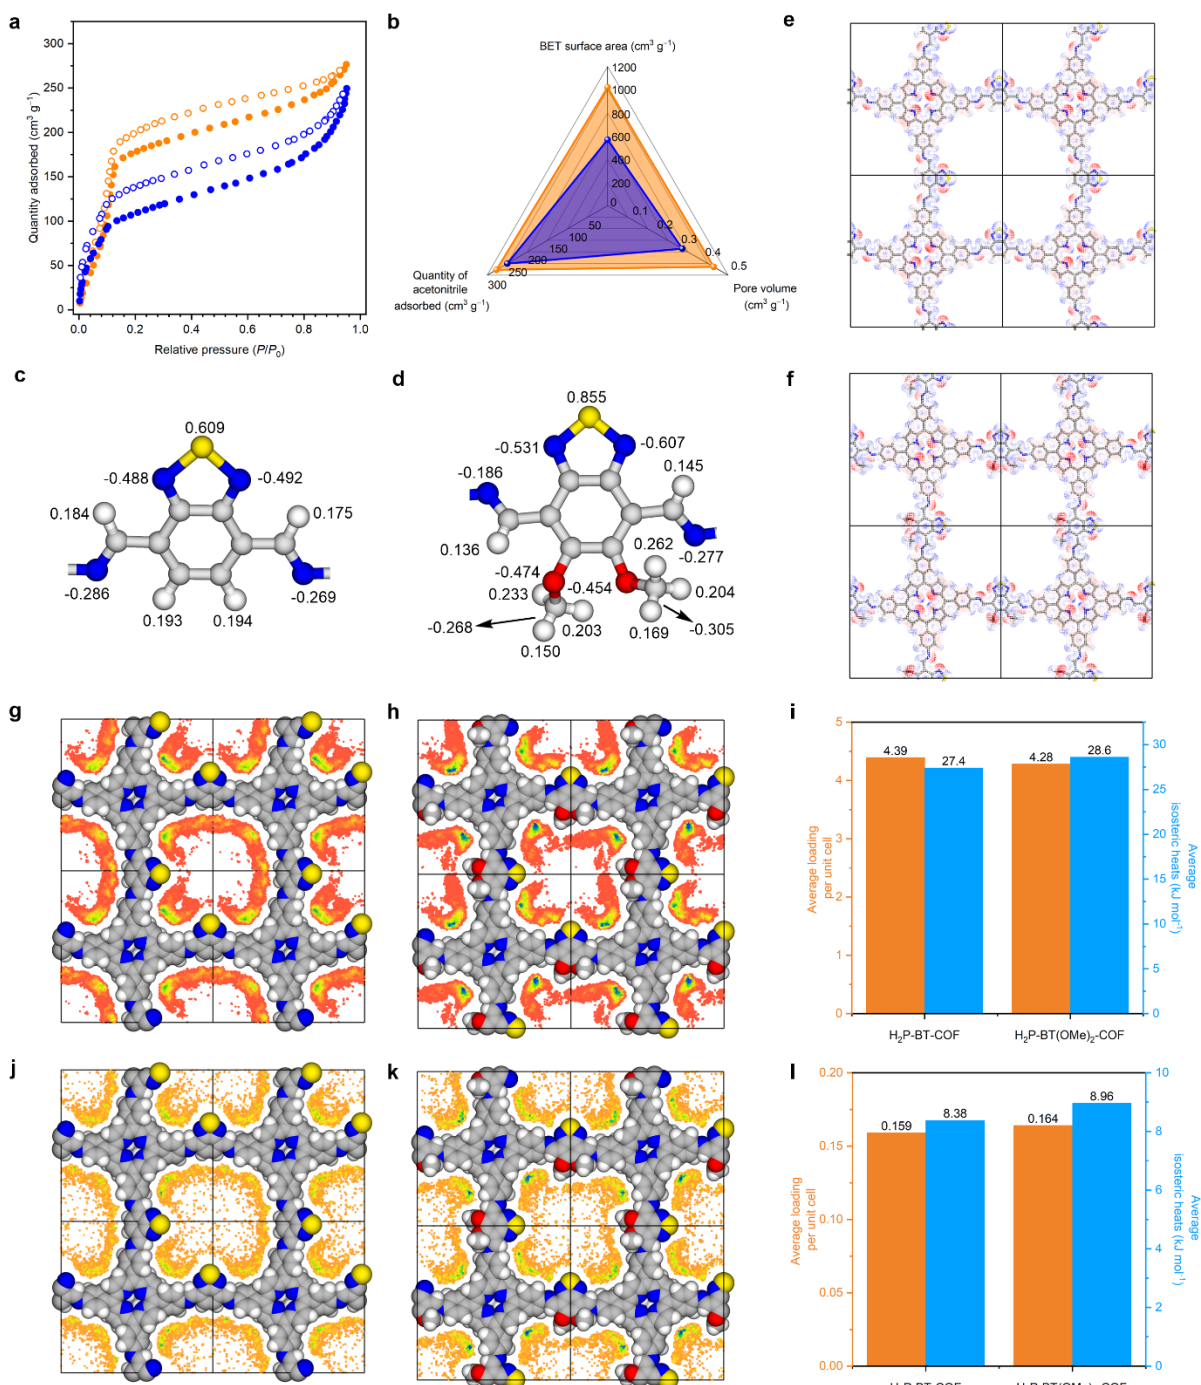 a
300
250
200
150
100
50
0
Quantity adsorbed (cm³ g⁻¹)
0.0 0.2 0.4 0.6 0.8 1.0
Relative pressure (P/P₀)
b
BET surface area (cm³ g⁻¹)
1200
1000
800
600
400
200
0
0.1
0.2
0.3
0.4
0.5
50
100
150
200
250
300
Quantity of
acetonitrile
adsorbed (cm³ g⁻¹)
Pore volume
(cm³ g⁻¹)
c
0.609
-0.488
-0.492
0.184
0.175
-0.286
-0.269
0.193
0.194
d
0.855
-0.531
-0.607
-0.186
0.145
0.136
0.262
-0.277
-0.474
0.233
-0.454
0.204
-0.268
0.203
0.169
-0.305
0.150
e
f
g
h
i
5
4
3
2
1
0
Average loading
per unit cell
4.39
27.4
4.28
28.6
30
25
20
15
10
5
0
Average
isosteric heats (kJ mol⁻¹)
H₂P-BT-COF
H₂P-BT(OMe)₂-COF
j
k
l
0.20
0.15
0.10
0.05
0.00
Average loading
per unit cell
0.159
8.38
0.164
8.96
10
8
6
4
2
0
Average
isosteric heats (kJ mol⁻¹)
H₂P-BT-COF
H₂P-BT(OMe)₂-COF